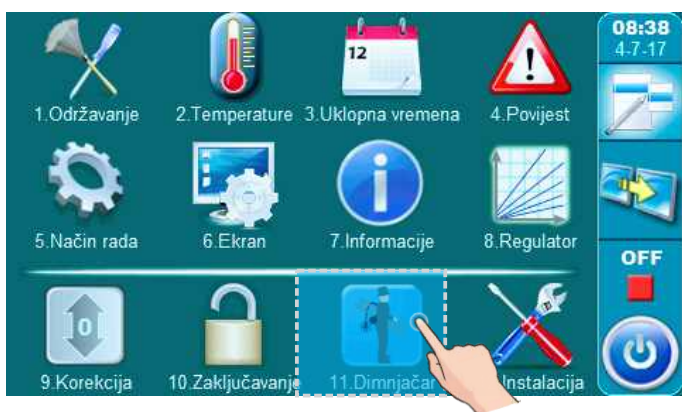 08:38
4-7-17
12
1.Održavanje
2.Temperature
3.Uklopna vremena
4.Povijest
5.Način rada
6.Ekran
7.Informacije
8.Regulator
OFF
0
9.Korekcija
10.Zaključavanje
11.Dimnjačar
Instalacija